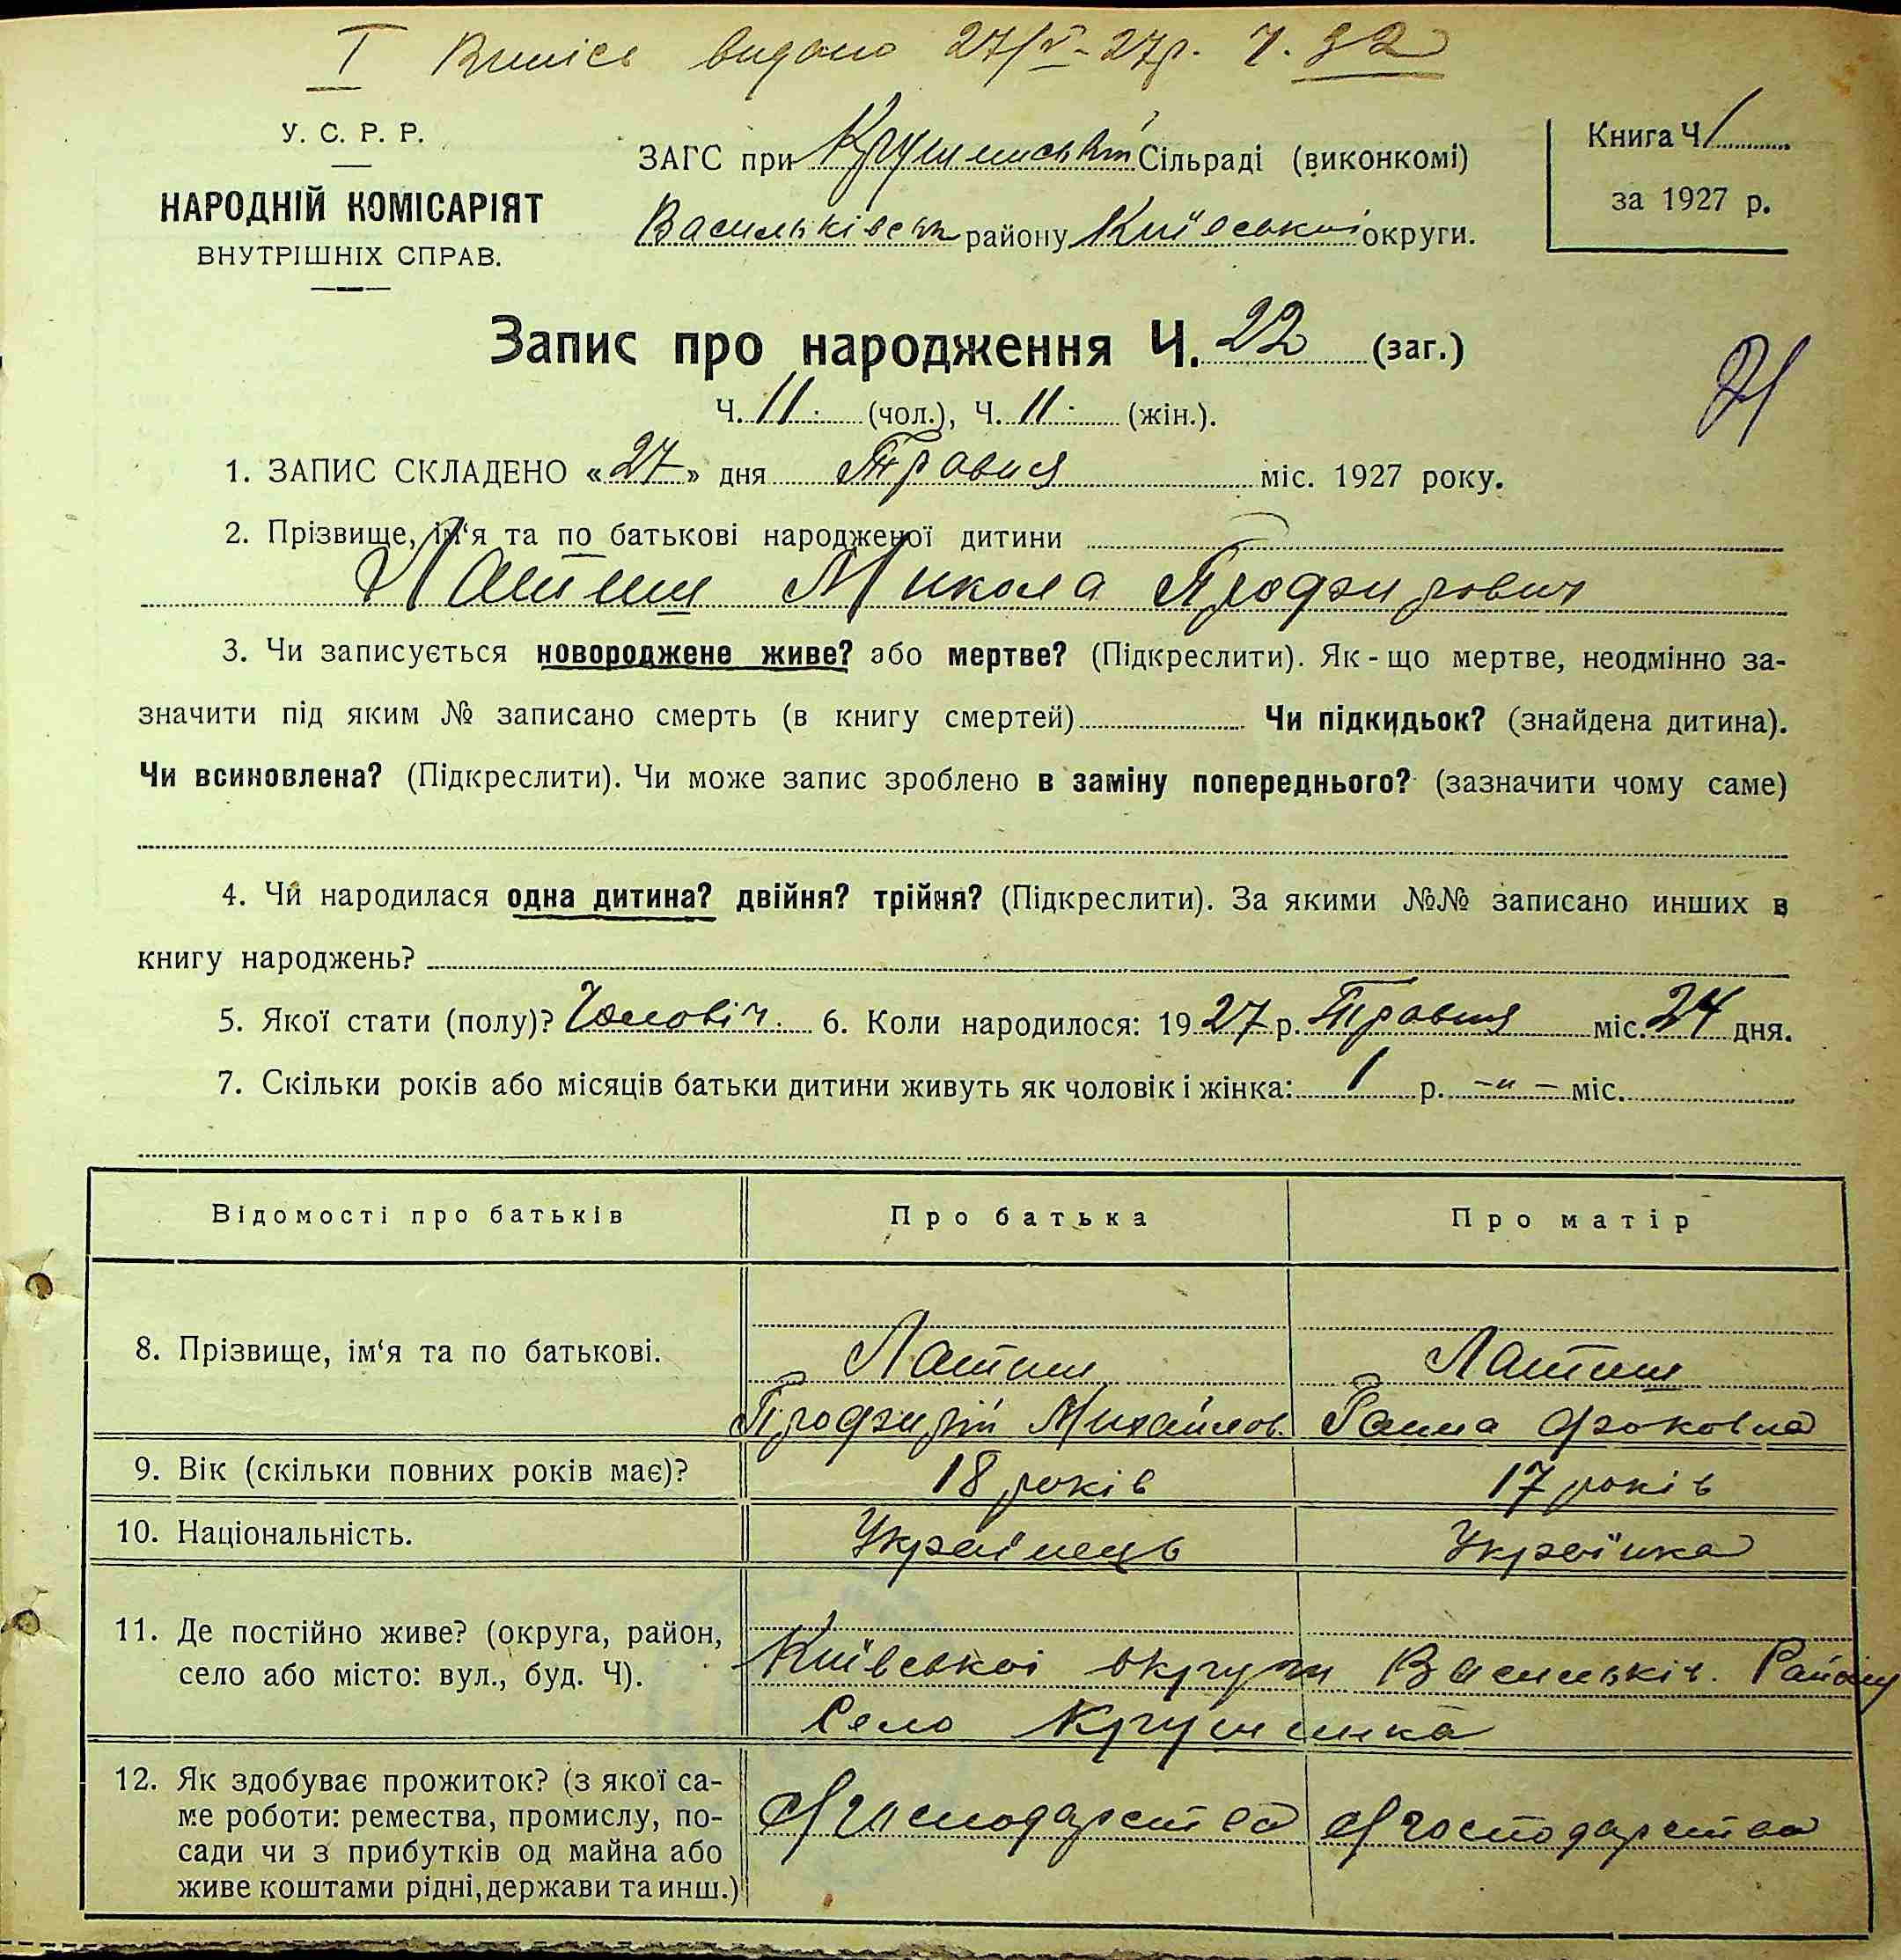 I Випісь видано 27/V-27р. Ч. 22
У. С. Р. Р.
НАРОДНІЙ КОМІСАРІЯТ
ВНУТРІШНІХ СПРАВ.
ЗАГС при Крушинській Сільраді (виконкомі)
Васильківськ району Київської округи.
Книга Ч 1
за 1927 р.
Запис про народження Ч. 22 (заг.)
21
Ч. 11. (чол.), Ч. 11. (жін.).
1. ЗАПИС СКЛАДЕНО «27» дня Травня міс. 1927 року.
2. Прізвище, ім‘я та по батькові народженої дитини
Латиш Микола Профирович
3. Чи записується новороджене живе? або мертве? (Підкреслити). Як-що мертве, неодмінно за-
значити під яким № записано смерть (в книгу смертей) Чи підкидьок? (знайдена дитина).
Чи всиновлена? (Підкреслити). Чи може запис зроблено в заміну попереднього? (зазначити чому саме)
4. Чи народилася одна дитина? двійня? трійня? (Підкреслити). За якими №№ записано инших в
книгу народжень?
5. Якої стати (полу)? Чоловіч. 6. Коли народилося: 1927 р. Травня міс. 24 дня.
7. Скільки років або місяців батьки дитини живуть як чоловік і жінка: 1 р. -„- міс.
Відомості про батьків Про батька Про матір
8. Прізвище, ім‘я та по батькові. Латиш Латиш
Профирій Михайлов. Ганна Фоковна
9. Вік (скільки повних років має)? 18 років 17 років
10. Національність. Українець Українка
11. Де постійно живе? (округа, район,
село або місто: вул., буд. Ч).
Київської округи Васильків. Району
Село Крушинка
12. Як здобуває прожиток? (з якої са-
ме роботи: ремества, промислу, по-
сади чи з прибутків од майна або
живе коштами рідні, держави та инш.)
господарства господарства